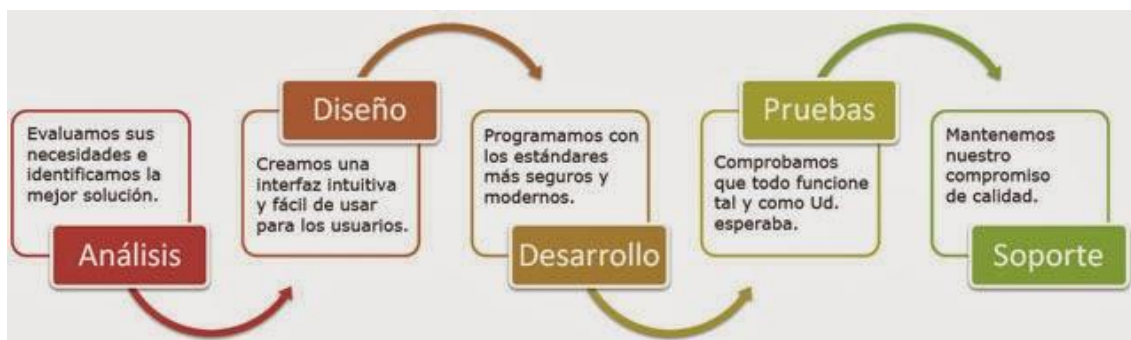 Evaluamos sus
necesidades e
identificamos la
mejor solución.
Análisis
Diseño
Creamos una
interfaz intuitiva
y fácil de usar
para los usuarios.
Programamos con
los estándares
más seguros y
modernos.
Desarrollo
Pruebas
Comprobamos
que todo funcione
tal y como Ud.
esperaba.
Mantenemos
nuestro
compromiso
de calidad.
Soporte